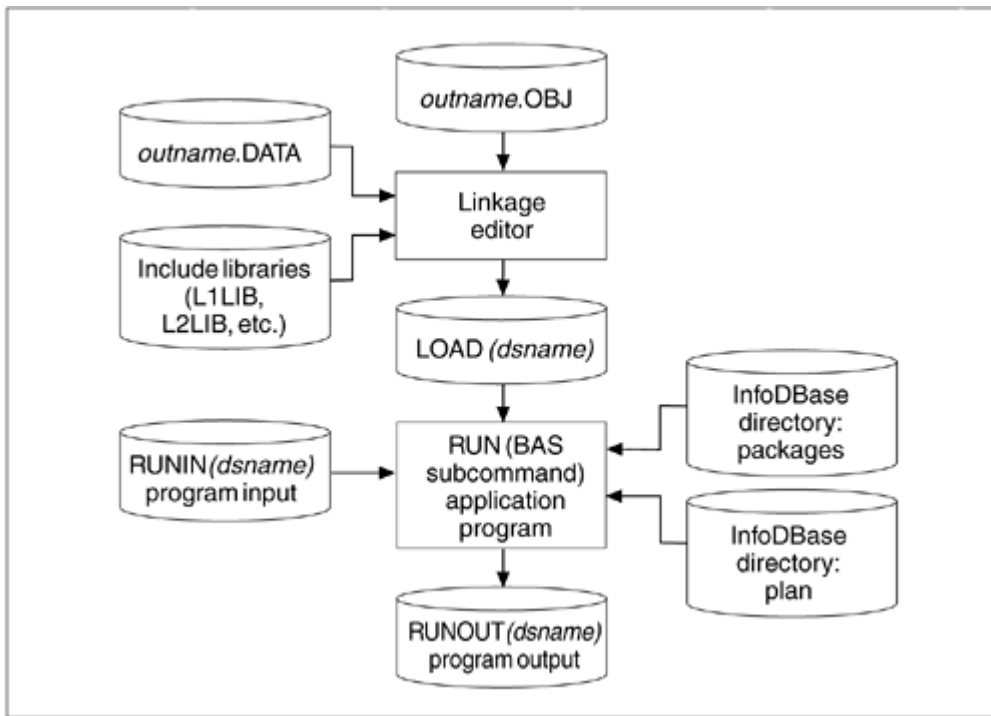 outname.OBJ
outname.DATA
Linkage
editor
Include libraries
(L1LIB,
L2LIB, etc.)
LOAD (dsname)
InfoDBase
directory:
packages
RUNIN(dsname)
program input
RUN (BAS
subcommand)
application
program
InfoDBase
directory:
plan
RUNOUT(dsname)
program output